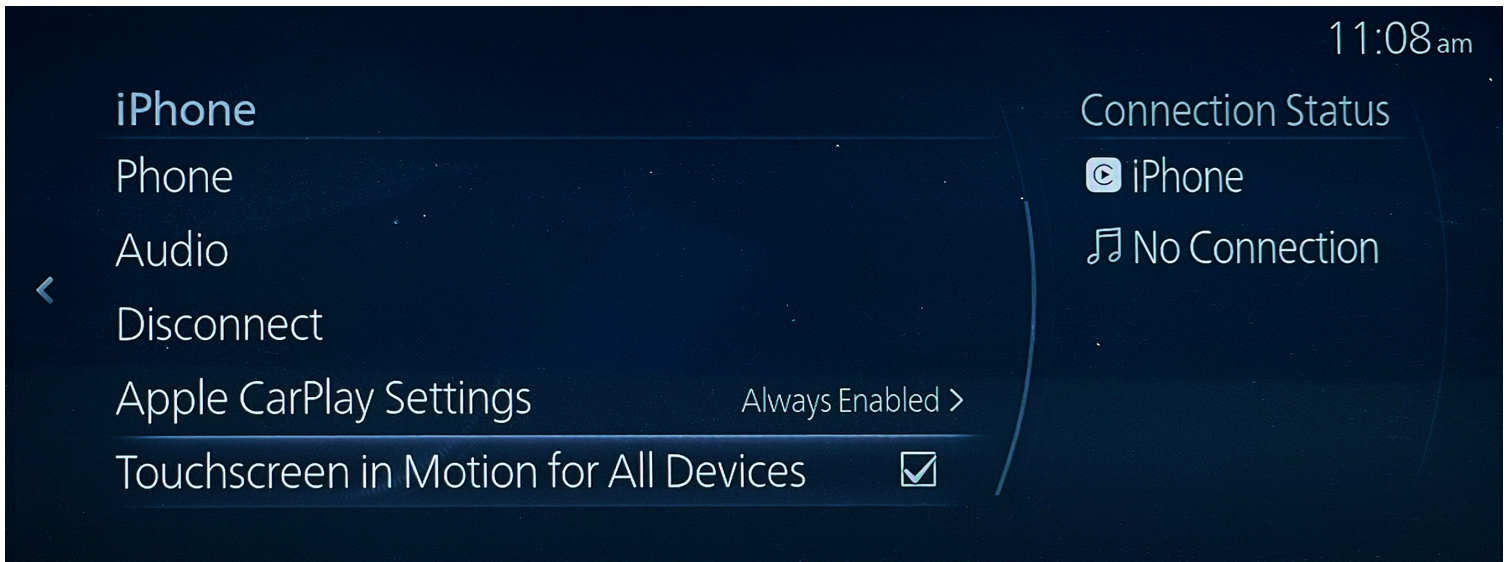 11:08 am
iPhone
Phone
Audio
Disconnect
Apple CarPlay Settings Always Enabled >
Touchscreen in Motion for All Devices
Connection Status
iPhone
No Connection